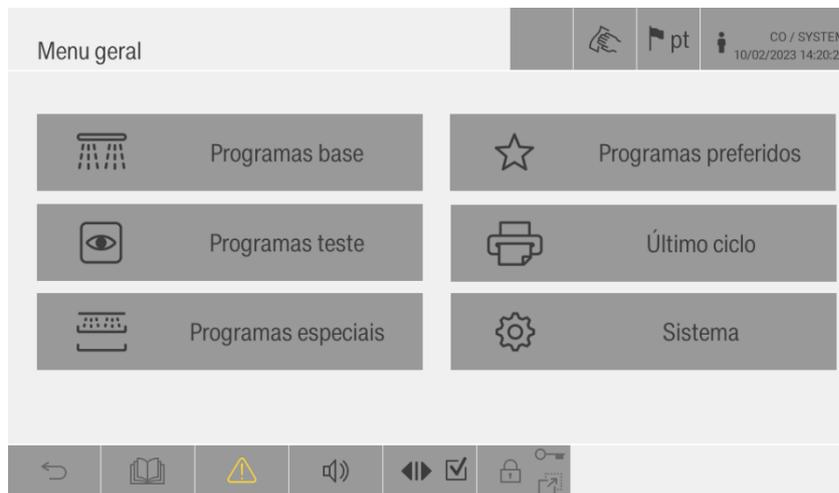 Menu geral
pt
CO / SYSTEM
10/02/2023 14:20:2
Programas base
Programas preferidos
Programas teste
Último ciclo
Programas especiais
Sistema